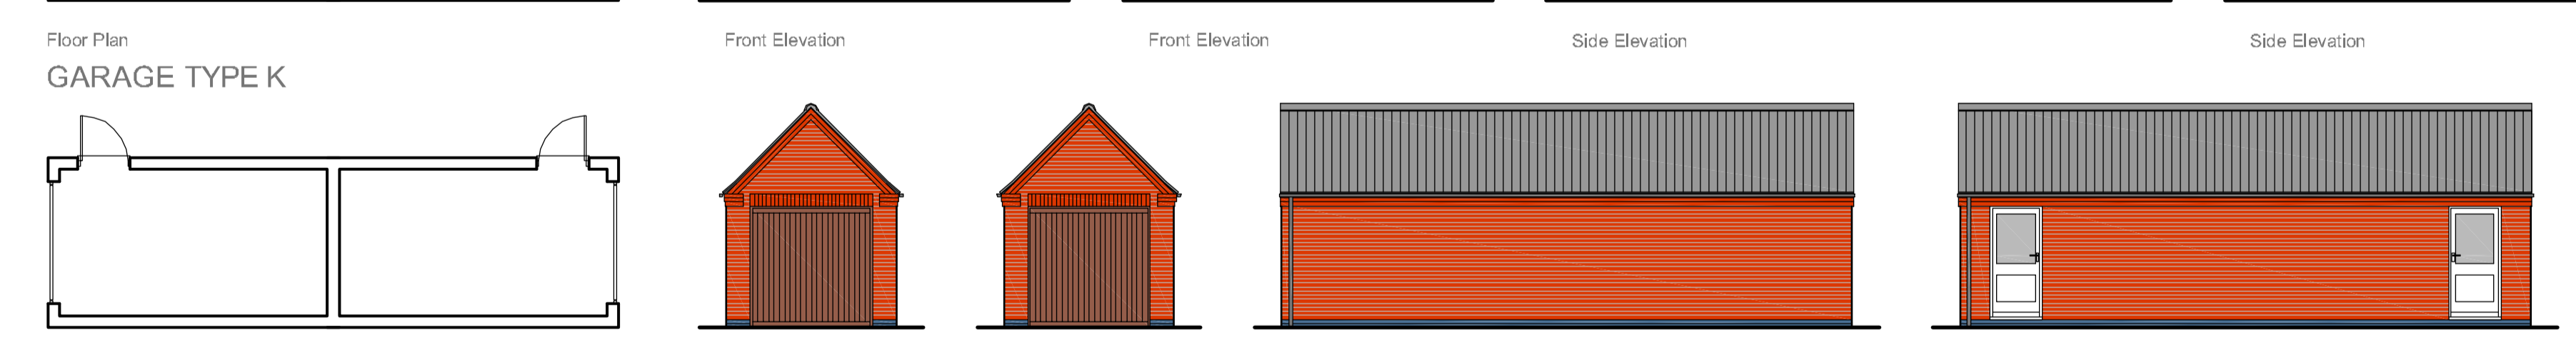 Floor Plan
Front Elevation
Front Elevation
Side Elevation
Side Elevation
GARAGE TYPE K